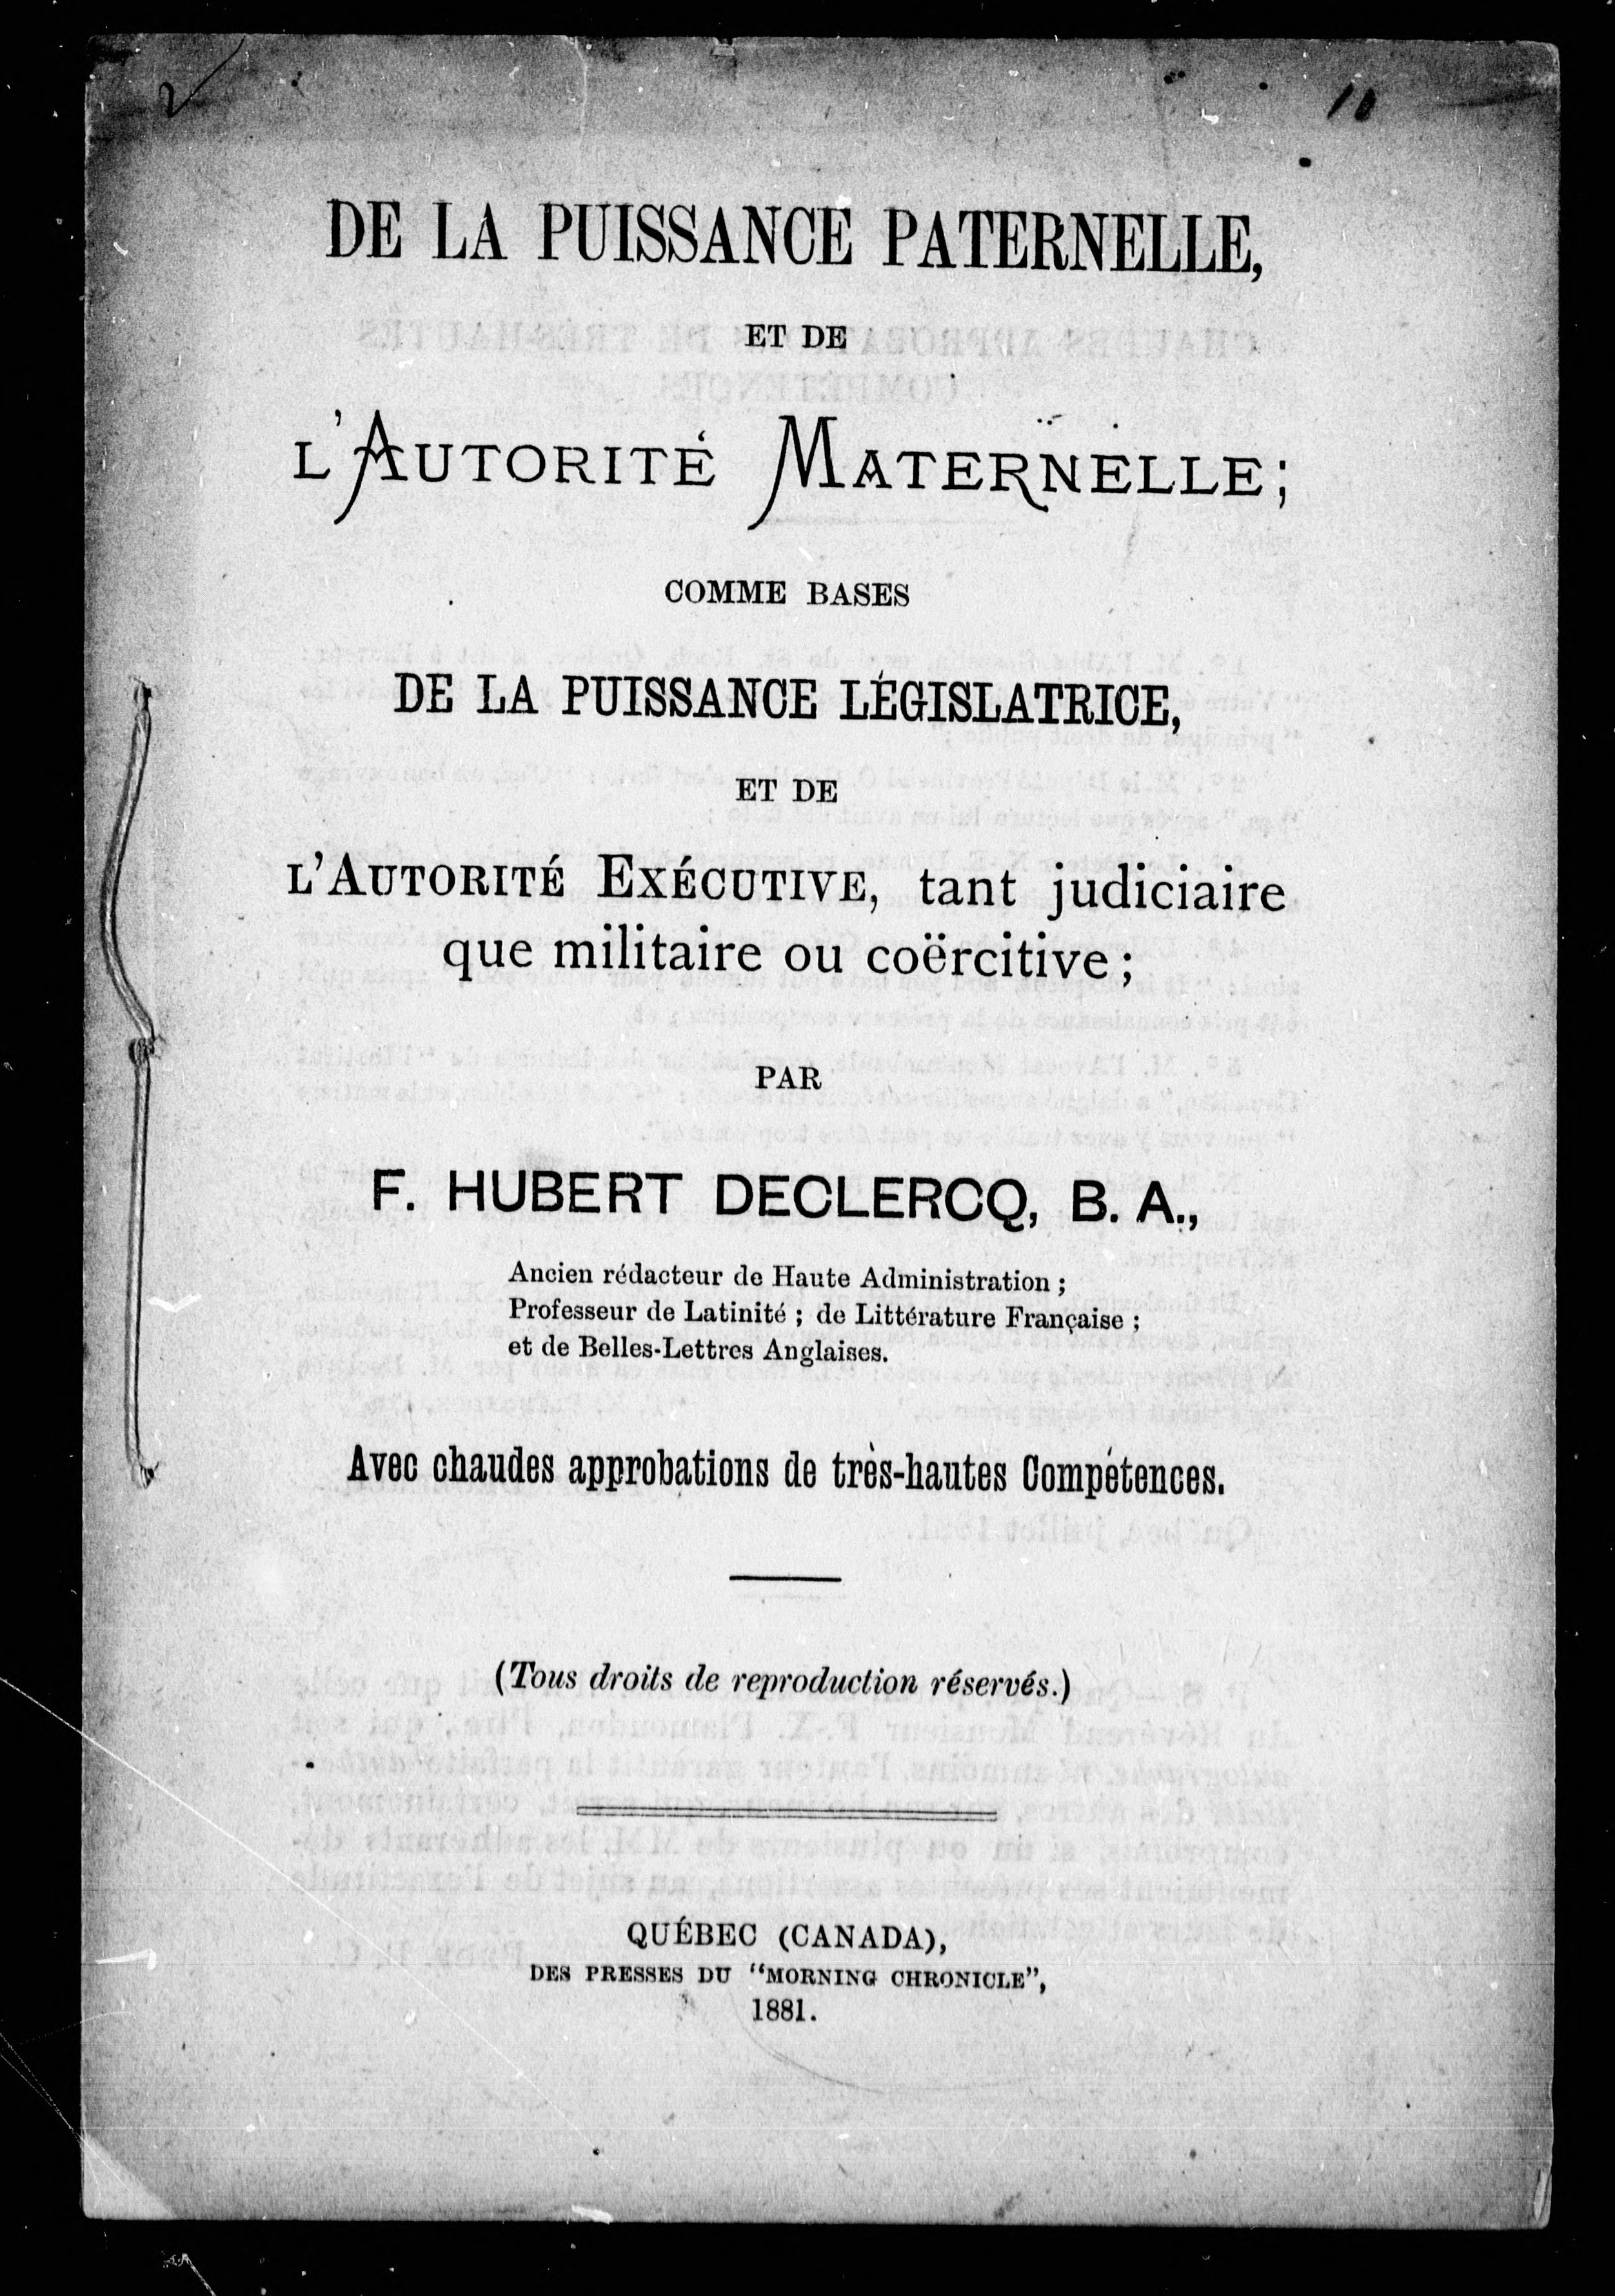 DE LA PUISSANCE PATERNELLE,
ET DE
L'AUTORITÉ MATERNELLE;
COMME BASES
DE LA PUISSANCE LÉGISLATRICE,
ET DE
L'AUTORITÉ EXÉCUTIVE, tant judiciaire
que militaire ou coërcitive ;
PAR
F. HUBERT DECLERCQ, B. A.,
Ancien rédacteur de Haute Administration ;
Professeur de Latinité ; de Littérature Française ;
et de Belles-Lettres Anglaises.
Avec chaudes approbations de très-hautes Compétences.
(Tous droits de reproduction réservés.)
QUÉBEC (CANADA),
DES PRESSES DU "MORNING CHRONICLE",
1881.